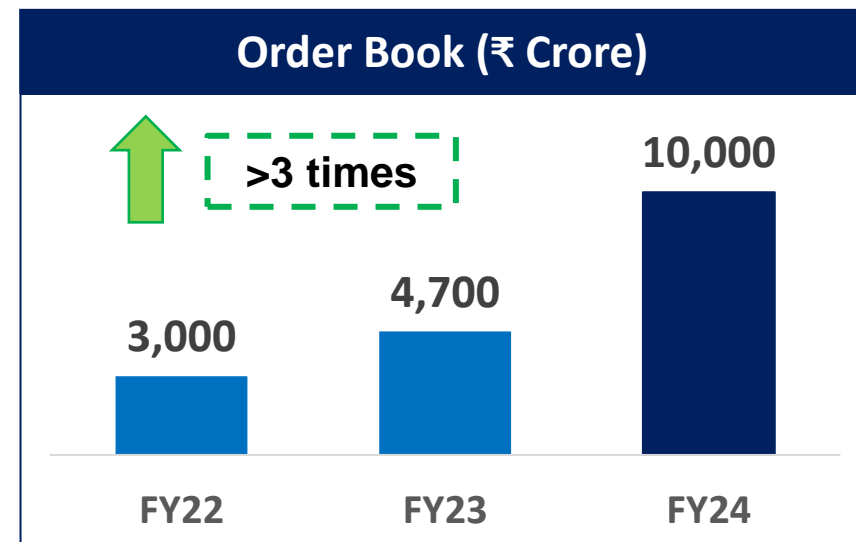 Order Book (₹ Crore)
>3 times
10,000
4,700
3,000
FY22 FY23 FY24